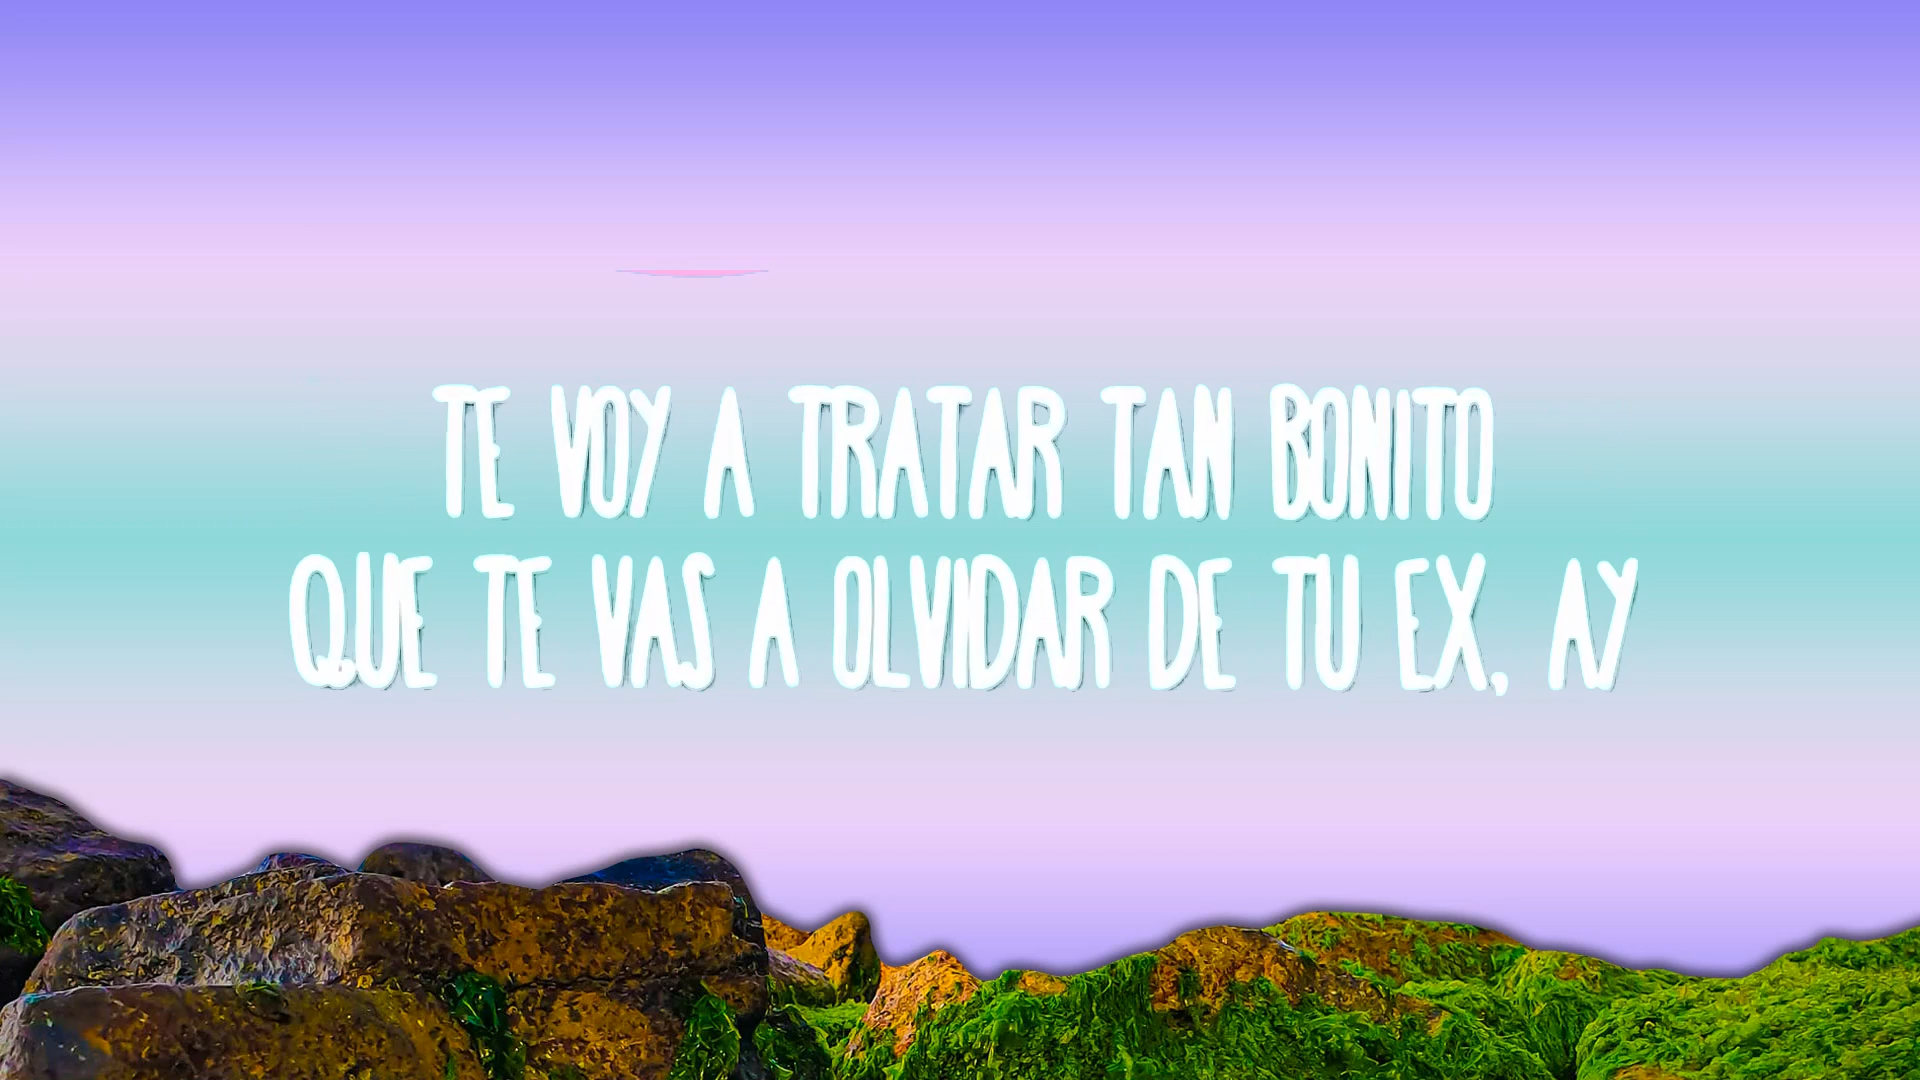 TE VOY A TRATAR TAN BONITO
QUE TE VAS A OLVIDAR DE TU EX, AY